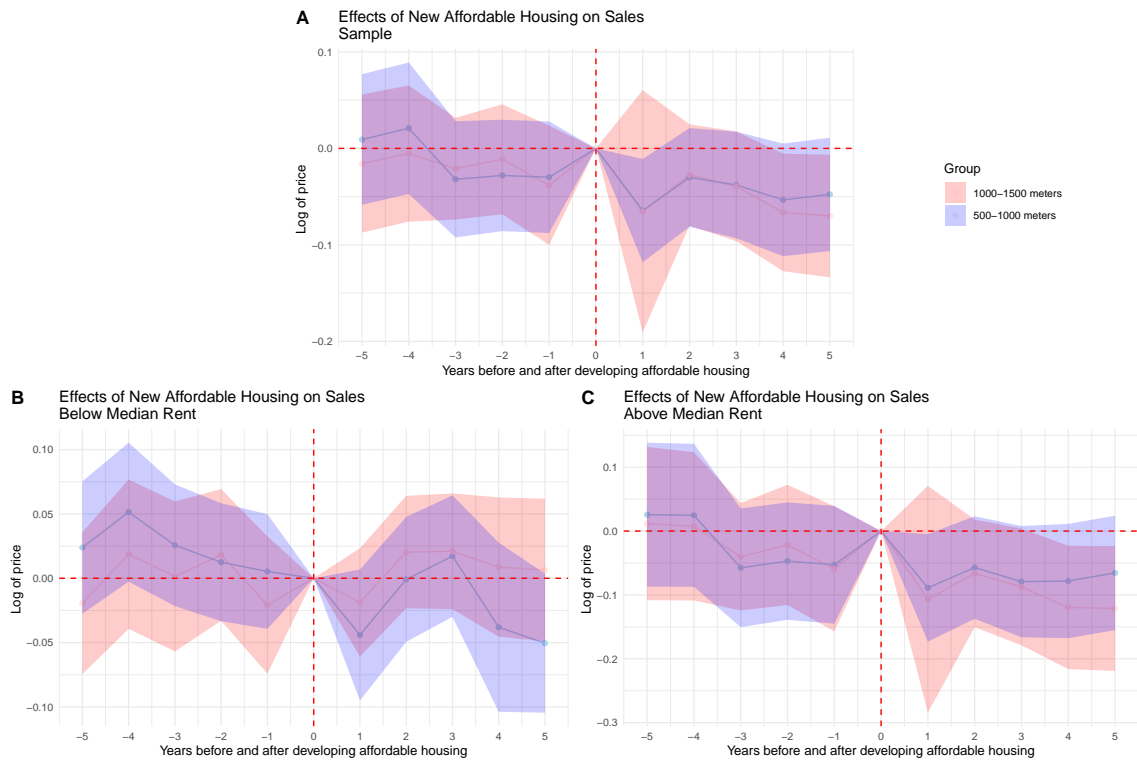 A
Effects of New Affordable Housing on Sales
Sample
Log of price
0.1
0.0
−0.1
−0.2
−5 −4 −3 −2 −1 0 1 2 3 4 5
Years before and after developing affordable housing
Group
1000−1500 meters
500−1000 meters
B
Effects of New Affordable Housing on Sales
Below Median Rent
Log of price
0.10
0.05
0.00
−0.05
−0.10
−5 −4 −3 −2 −1 0 1 2 3 4 5
Years before and after developing affordable housing
C
Effects of New Affordable Housing on Sales
Above Median Rent
Log of price
0.1
0.0
−0.1
−0.2
−0.3
−5 −4 −3 −2 −1 0 1 2 3 4 5
Years before and after developing affordable housing